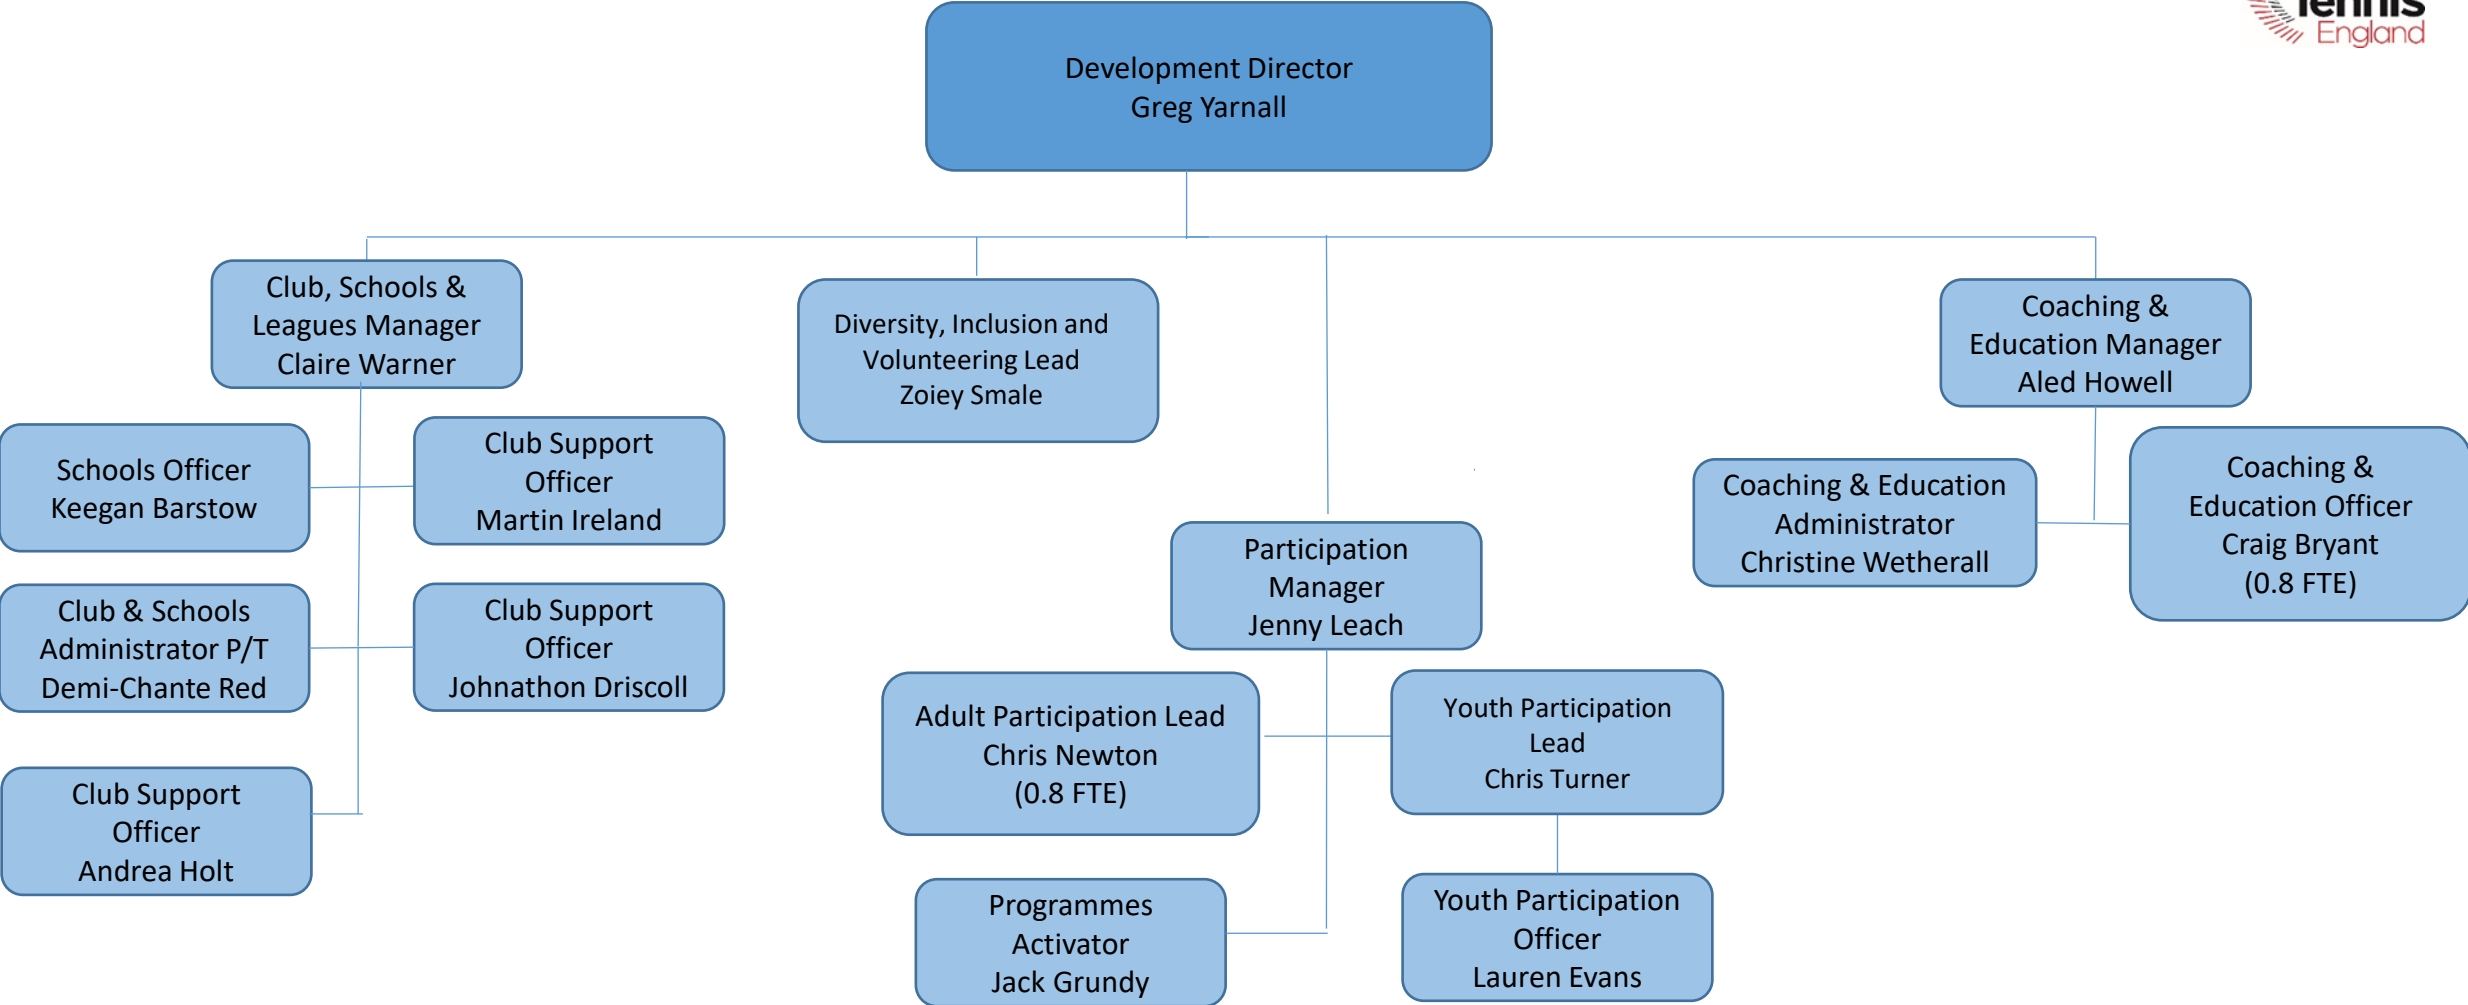 Tennis
England
Development Director
Greg Yarnall
Club, Schools &
Leagues Manager
Claire Warner
Diversity, Inclusion and
Volunteering Lead
Zoiey Smale
Coaching &
Education Manager
Aled Howell
Schools Officer
Keegan Barstow
Club Support
Officer
Martin Ireland
Club & Schools
Administrator P/T
Demi-Chante Red
Club Support
Officer
Johnathon Driscoll
Club Support
Officer
Andrea Holt
Participation
Manager
Jenny Leach
Adult Participation Lead
Chris Newton
(0.8 FTE)
Youth Participation
Lead
Chris Turner
Programmes
Activator
Jack Grundy
Youth Participation
Officer
Lauren Evans
Coaching & Education
Administrator
Christine Wetherall
Coaching &
Education Officer
Craig Bryant
(0.8 FTE)